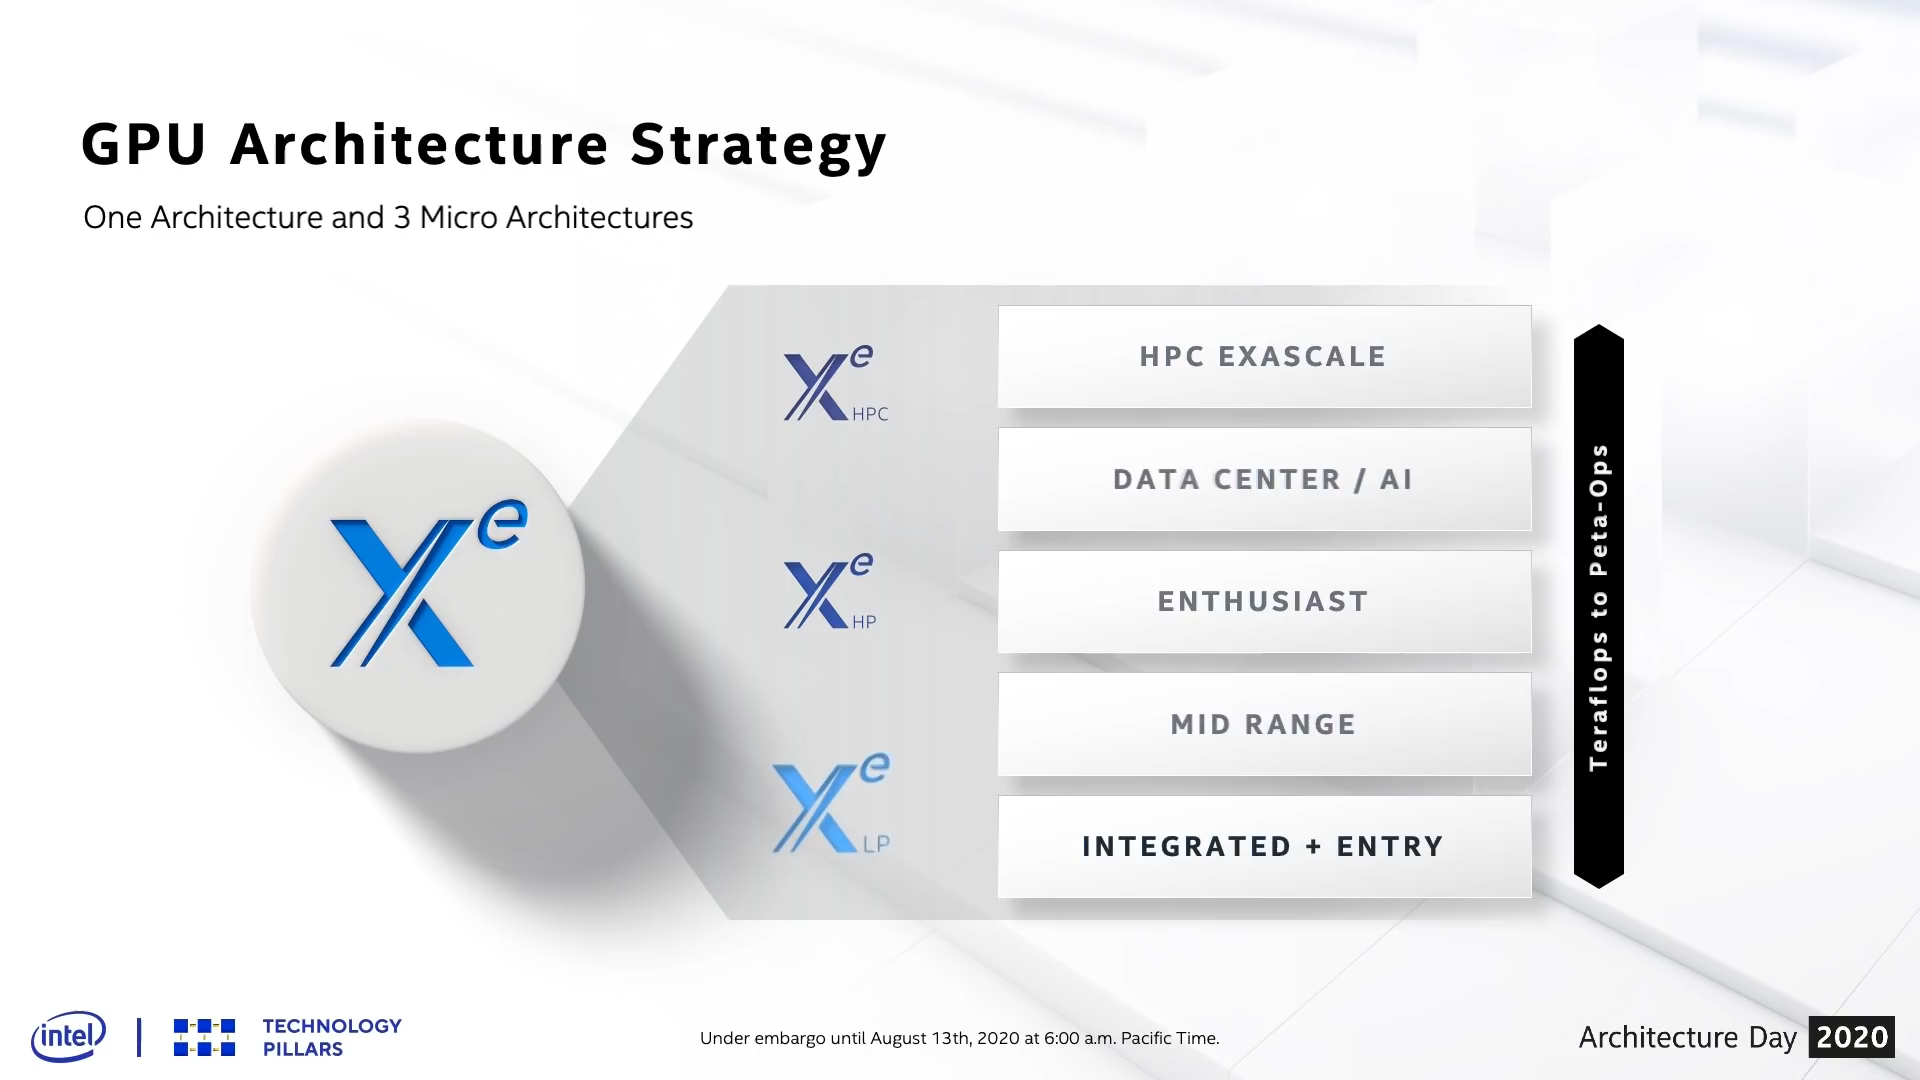 GPU Architecture Strategy
One Architecture and 3 Micro Architectures
Xe
Xe HPC
Xe HP
Xe LP
HPC EXASCALE
DATA CENTER / AI
ENTHUSIAST
MID RANGE
INTEGRATED + ENTRY
Teraflops to Peta-Ops
intel
TECHNOLOGY
PILLARS
Under embargo until August 13th, 2020 at 6:00 a.m. Pacific Time.
Architecture Day 2020